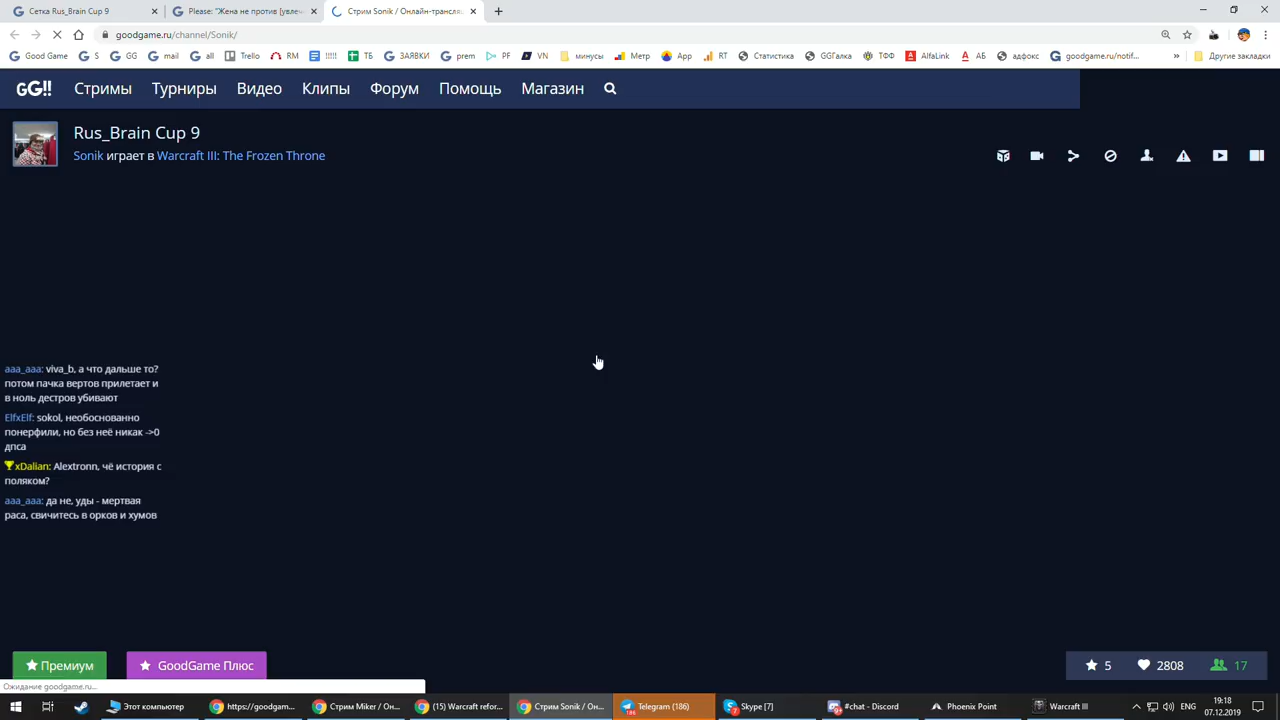 Сетка Rus_Brain Cup 9
Please: "Жена не против [увлеч
Стрим Sonik / Онлайн-трансля
goodgame.ru/channel/Sonik/
Good Game S GG mail all Trello RM !!!!! ТБ ЗАЯВКИ prem PF VN минусы Метр App RT Статистика GGГалка ТФФ AlfaLink АБ адфокс goodgame.ru/notif... » Другие закладки
GG!! Стримы Турниры Видео Клипы Форум Помощь Магазин
Rus_Brain Cup 9
Sonik играет в Warcraft III: The Frozen Throne
aaa_aaa: viva_b, а что дальше то?
потом пачка вертов прилетает и
в ноль дестров убивают
ElfxElf: sokol, необоснованно
понерфили, но без неё никак ->0
дпса
xDalian: Alextronn, чё история с
поляком?
aaa_aaa: да не, уды - мертвая
раса, свичитесь в орков и хумов
Премиум GoodGame Плюс 5 2808 17
Ожидание goodgame.ru...
Этот компьютер https://goodgam... Стрим Miker / Он... (15) Warcraft refor... Стрим Sonik / Он... Telegram (186) Skype [7] #chat - Discord Phoenix Point Warcraft III ENG 19:18
07.12.2019